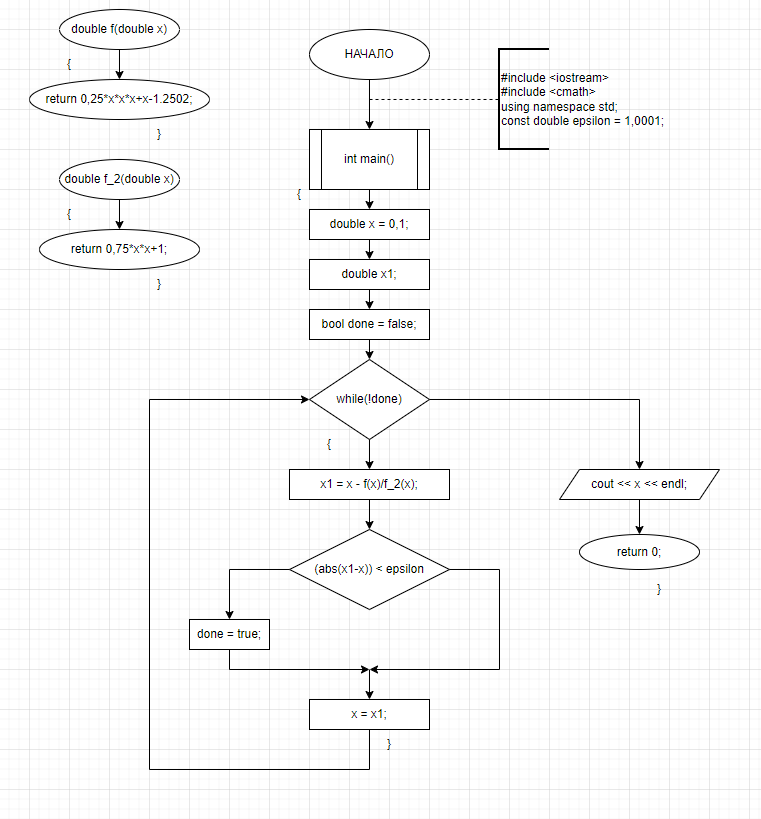 double f(double x)
{
return 0,25*x*x*x+x-1.2502;
}
double f_2(double x)
{
return 0,75*x*x+1;
}
НАЧАЛО
#include <iostream>
#include <cmath>
using namespace std;
const double epsilon = 1,0001;
int main()
{
double x = 0,1;
double x1;
bool done = false;
while(!done)
{
x1 = x - f(x)/f_2(x);
(abs(x1-x)) < epsilon
done = true;
x = x1;
}
cout << x << endl;
return 0;
}